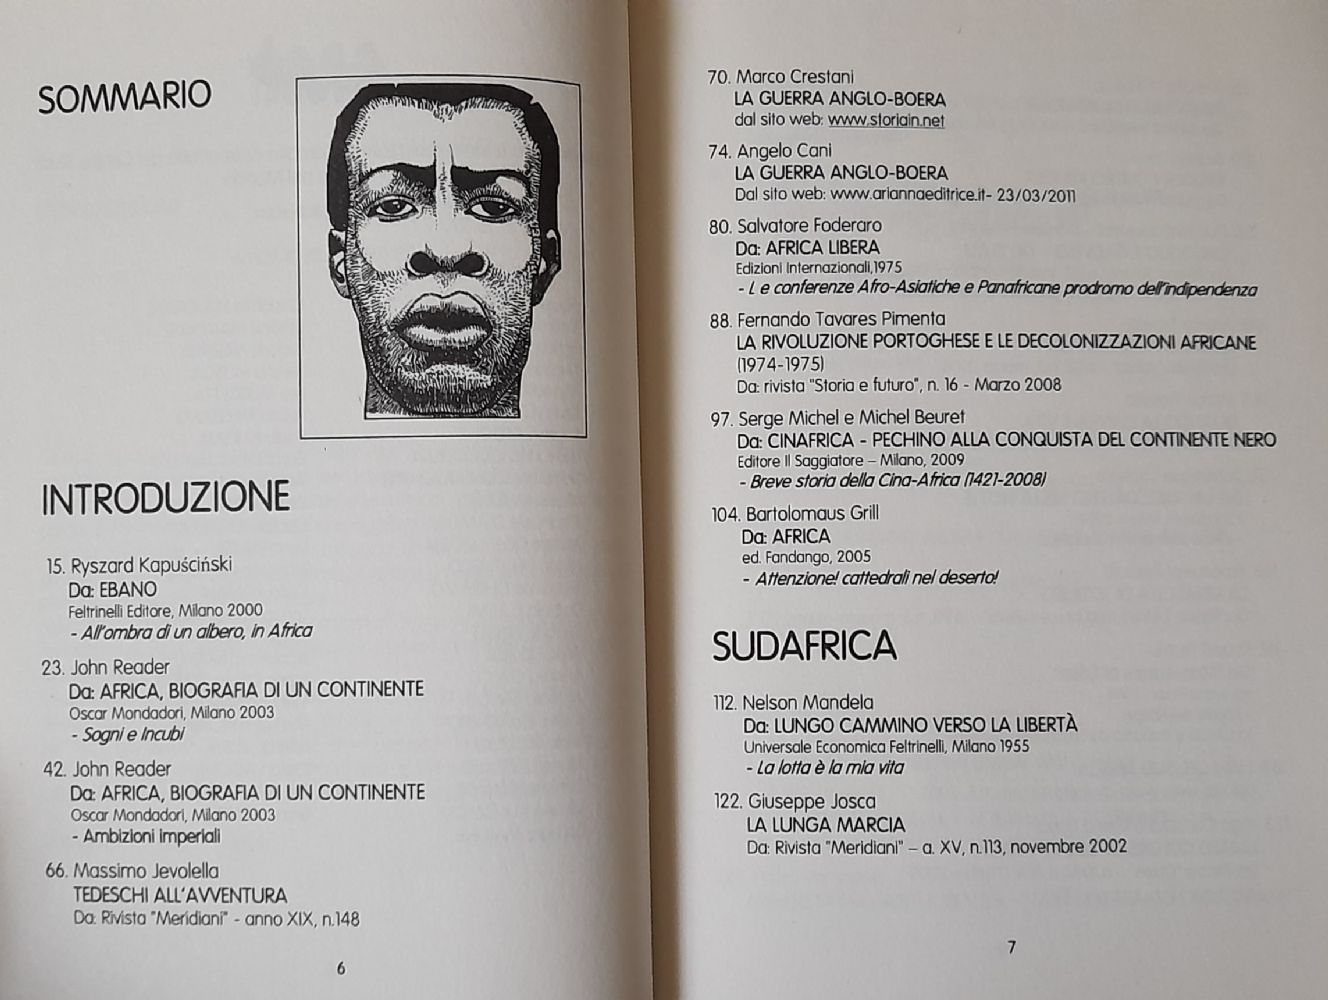 SOMMARIO
INTRODUZIONE
15. Ryszard Kapuściński
Da: EBANO
Feltrinelli Editore, Milano 2000
- All'ombra di un albero, in Africa
23. John Reader
Da: AFRICA, BIOGRAFIA DI UN CONTINENTE
Oscar Mondadori, Milano 2003
- Sogni e Incubi
42. John Reader
Da: AFRICA, BIOGRAFIA DI UN CONTINENTE
Oscar Mondadori, Milano 2003
- Ambizioni imperiali
66. Massimo Jevolella
TEDESCHI ALL'AVVENTURA
Da: Rivista "Meridiani" - anno XIX, n.148
6
70. Marco Crestani
LA GUERRA ANGLO-BOERA
dal sito web: www.storiain.net
74. Angelo Cani
LA GUERRA ANGLO-BOERA
Dal sito web: www.ariannaeditrice.it- 23/03/2011
80. Salvatore Foderaro
Da: AFRICA LIBERA
Edizioni Internazionali,1975
- L e conferenze Afro-Asiatiche e Panafricane prodromo dell'indipendenza
88. Fernando Tavares Pimenta
LA RIVOLUZIONE PORTOGHESE E LE DECOLONIZZAZIONI AFRICANE
(1974-1975)
Da: rivista "Storia e futuro", n. 16 - Marzo 2008
97. Serge Michel e Michel Beuret
Da: CINAFRICA - PECHINO ALLA CONQUISTA DEL CONTINENTE NERO
Editore Il Saggiatore – Milano, 2009
- Breve storia della Cina-Africa (1421-2008)
104. Bartolomaus Grill
Da: AFRICA
ed. Fandango, 2005
- Attenzione! cattedrali nel deserto!
SUDAFRICA
112. Nelson Mandela
Da: LUNGO CAMMINO VERSO LA LIBERTÀ
Universale Economica Feltrinelli, Milano 1955
- La lotta è la mia vita
122. Giuseppe Josca
LA LUNGA MARCIA
Da: Rivista "Meridiani" – a. XV, n.113, novembre 2002
7